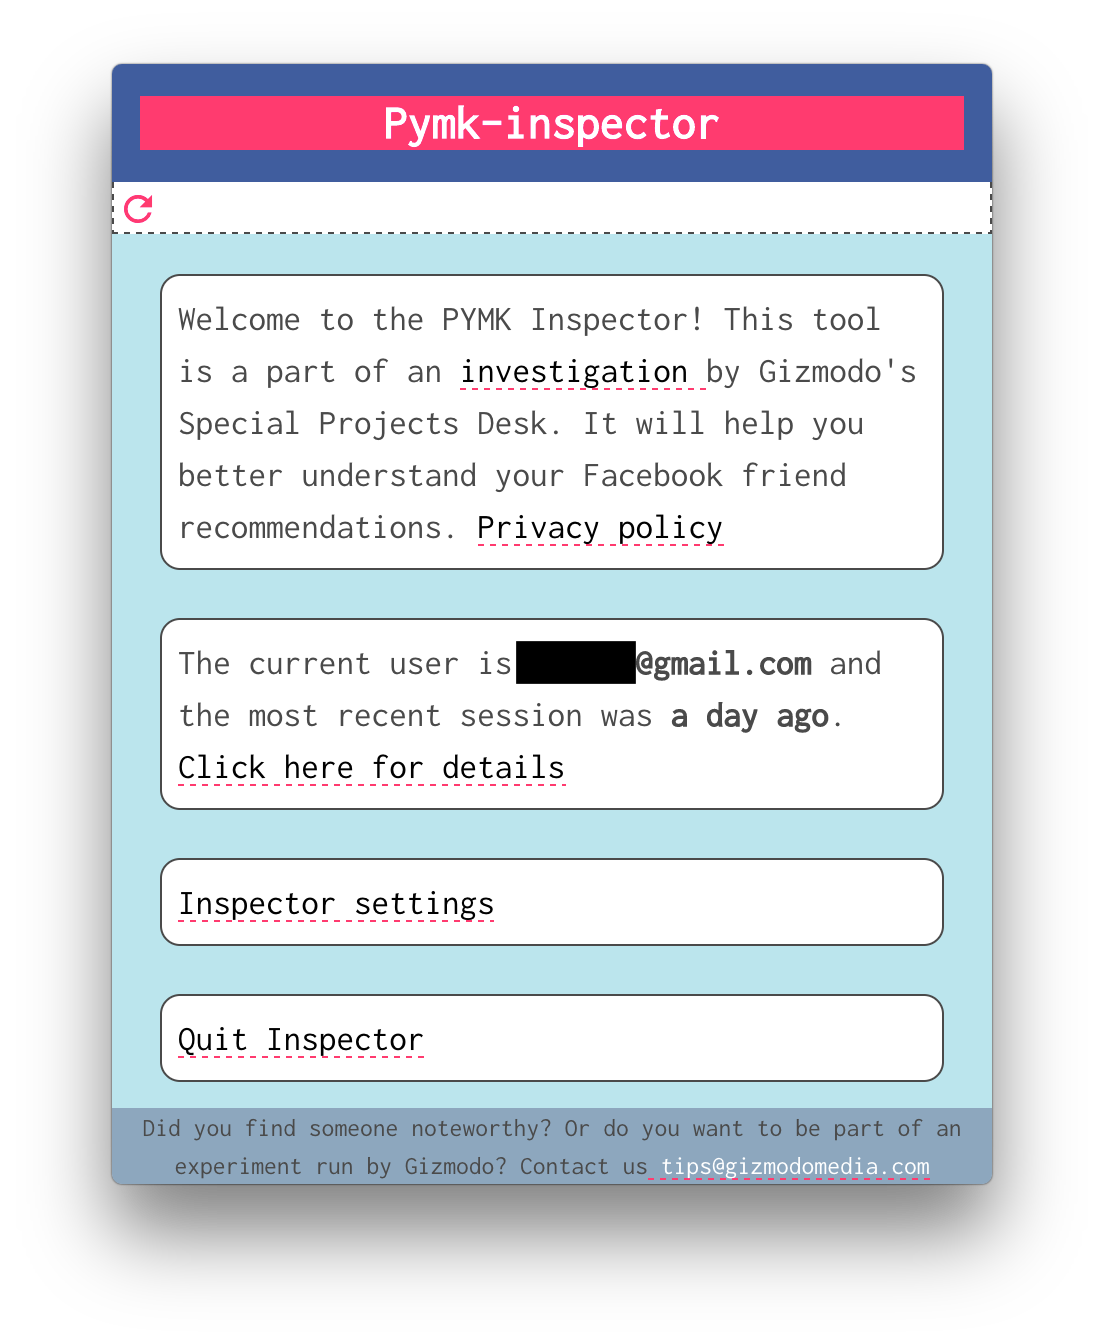 Pymk-inspector
Welcome to the PYMK Inspector! This tool
is a part of an investigation by Gizmodo's
Special Projects Desk. It will help you
better understand your Facebook friend
recommendations. Privacy policy
The current user is @gmail.com and
the most recent session was a day ago.
Click here for details
Inspector settings
Quit Inspector
Did you find someone noteworthy? Or do you want to be part of an
experiment run by Gizmodo? Contact us tips@gizmodomedia.com